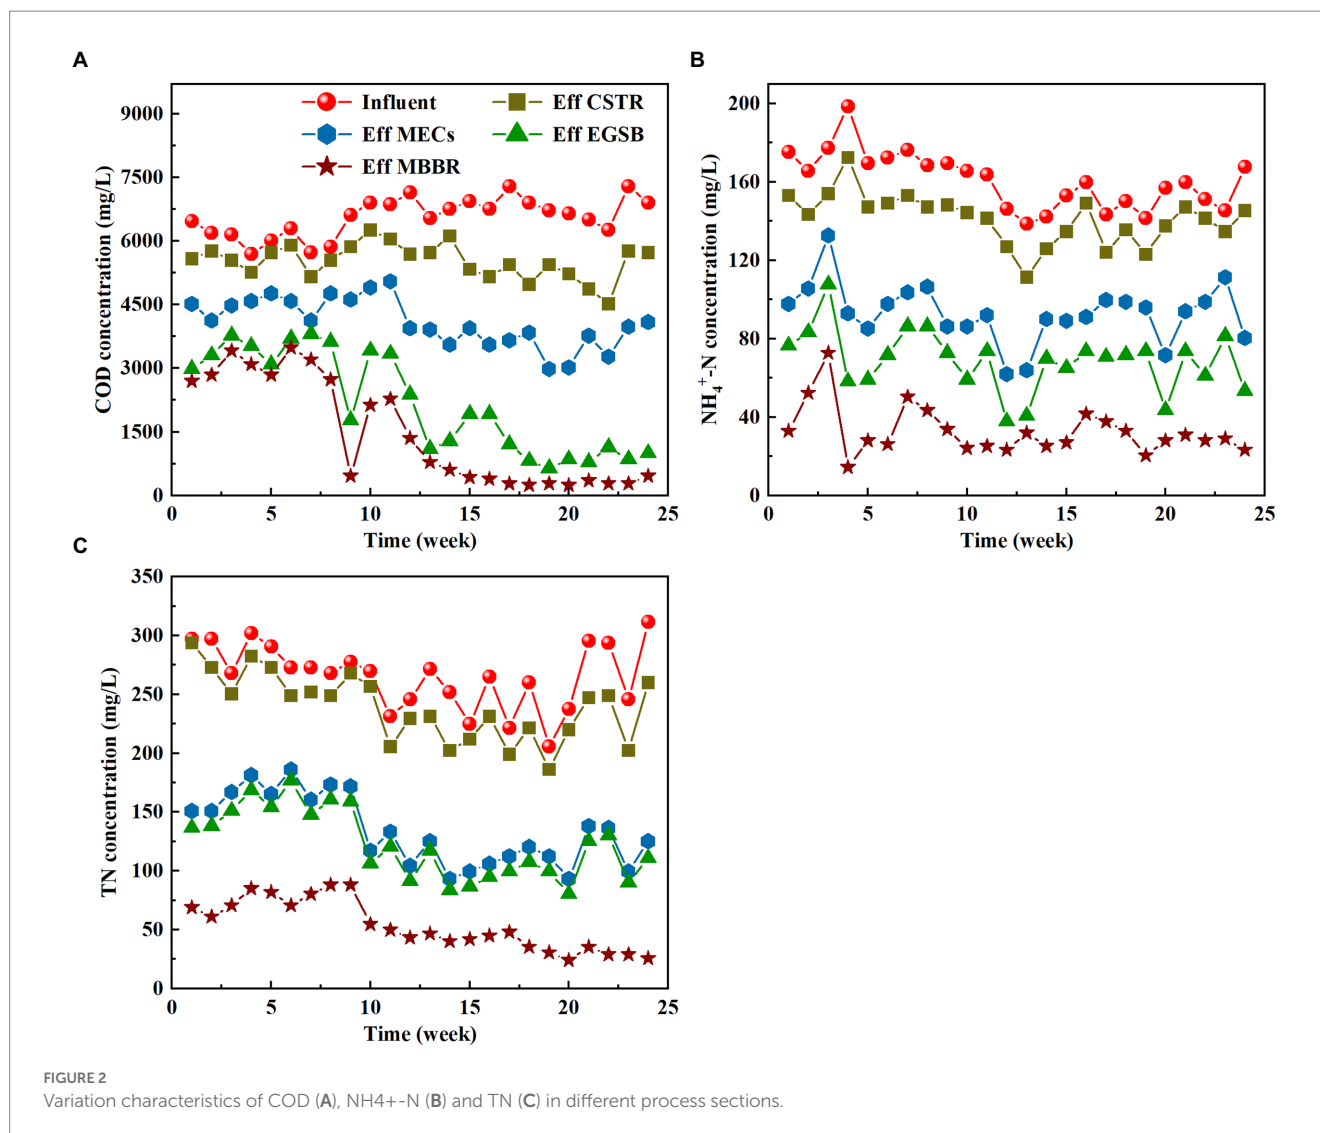 A
COD concentration (mg/L)
9000
7500
6000
4500
3000
1500
0
Influent
Eff CSTR
Eff MECs
Eff EGSB
Eff MBBR
0 5 10 15 20 25
Time (week)
B
NH₄⁺-N concentration (mg/L)
200
160
120
80
40
0
0 5 10 15 20 25
Time (week)
C
TN concentration (mg/L)
350
300
250
200
150
100
50
0
0 5 10 15 20 25
Time (week)
FIGURE 2
Variation characteristics of COD (A), NH4+-N (B) and TN (C) in different process sections.